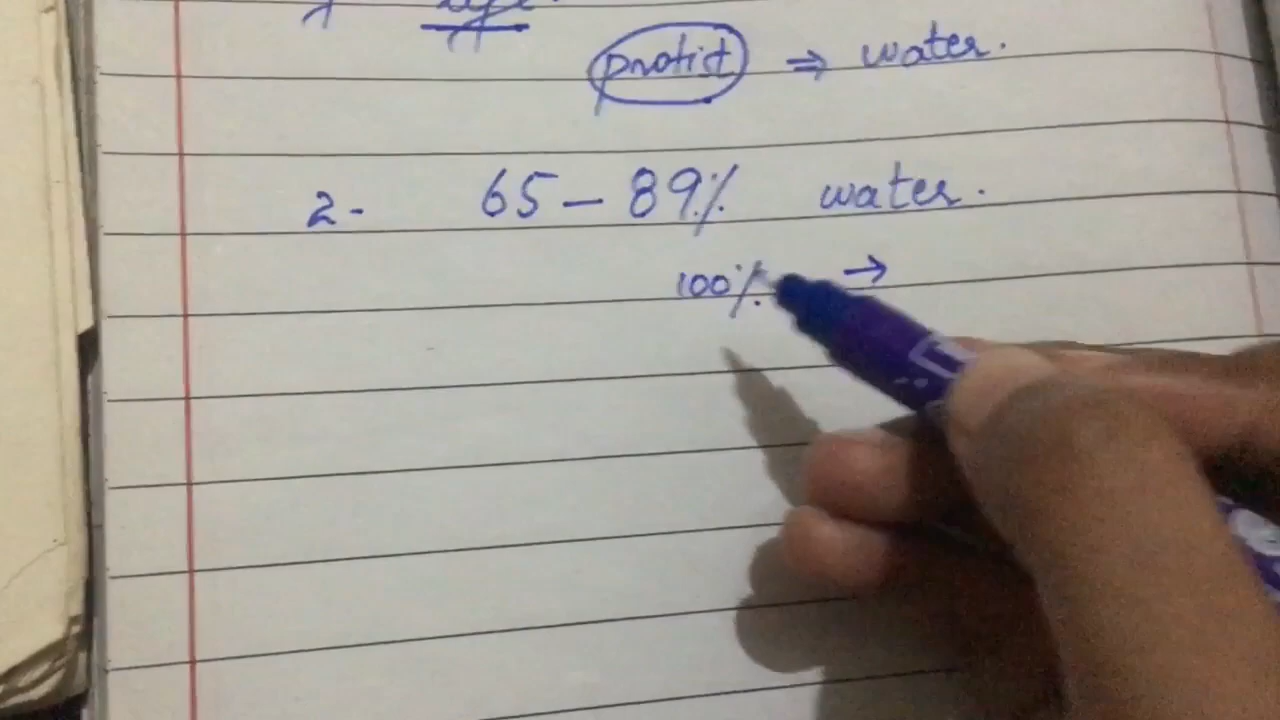 protist ⇒ water.
2- 65 – 89% water.
100% →